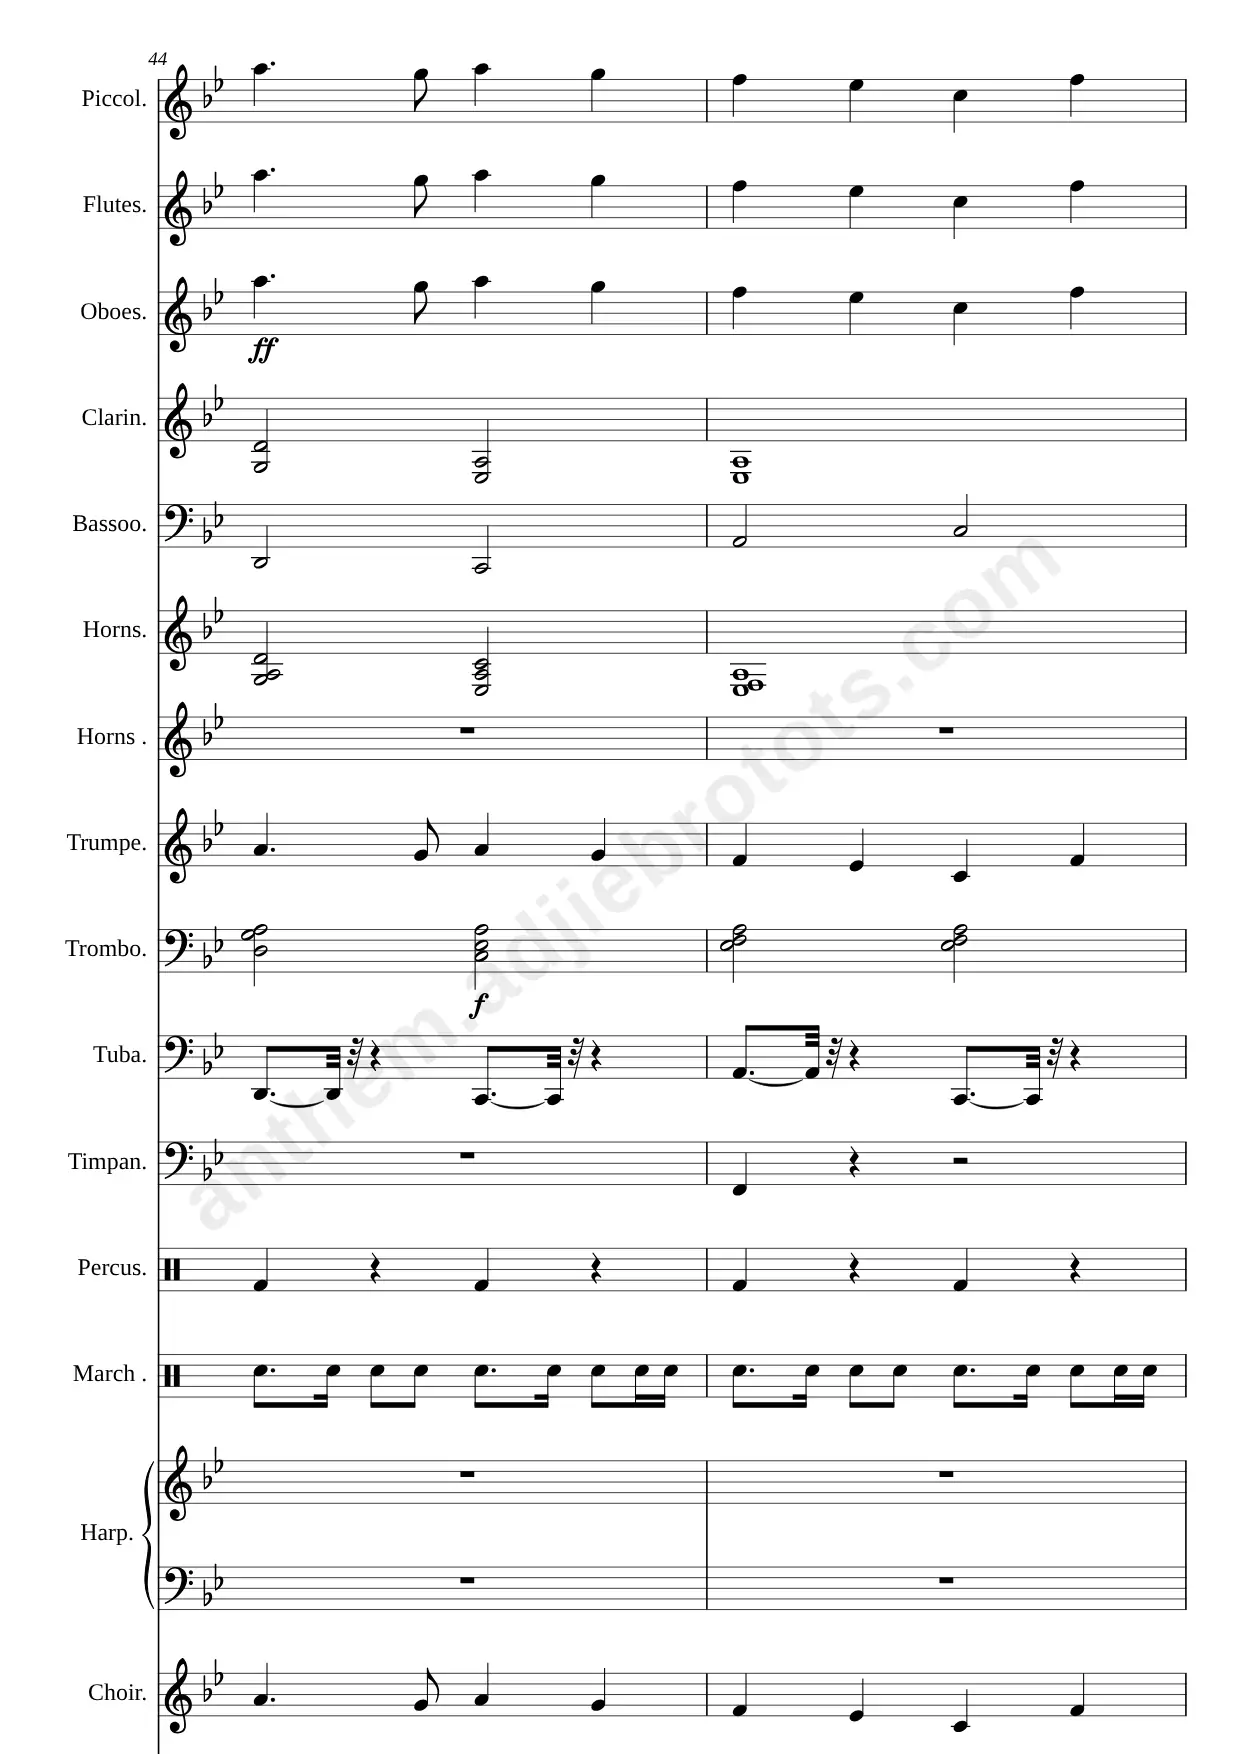 44
Piccol.
Flutes.
Oboes.
ff
Clarin.
Bassoo.
Horns.
Horns .
Trumpe.
Trombo.
f
Tuba.
Timpan.
Percus.
March .
Harp.
Choir.
anthem.adjiebrotots.com